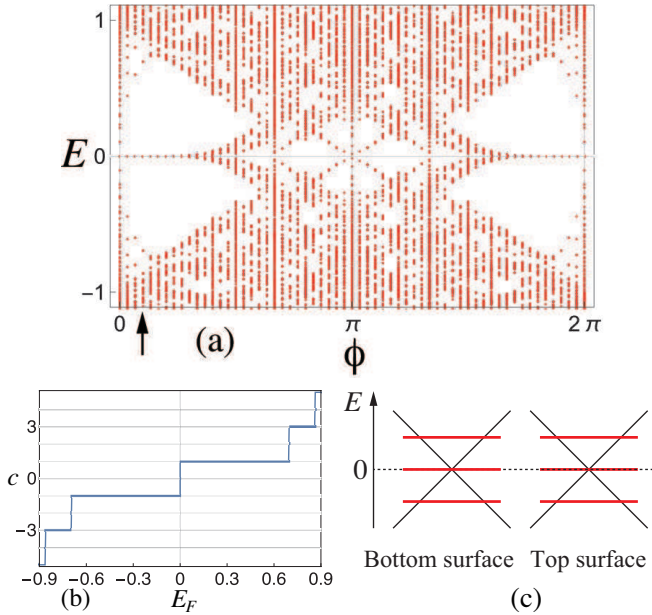 1
E 0
-1
0 π 2 π
(a) ϕ
3
c 0
-3
-0.9 -0.6 -0.3 0 0.3 0.6 0.9
(b) E_F
E
0
Bottom surface Top surface
(c)